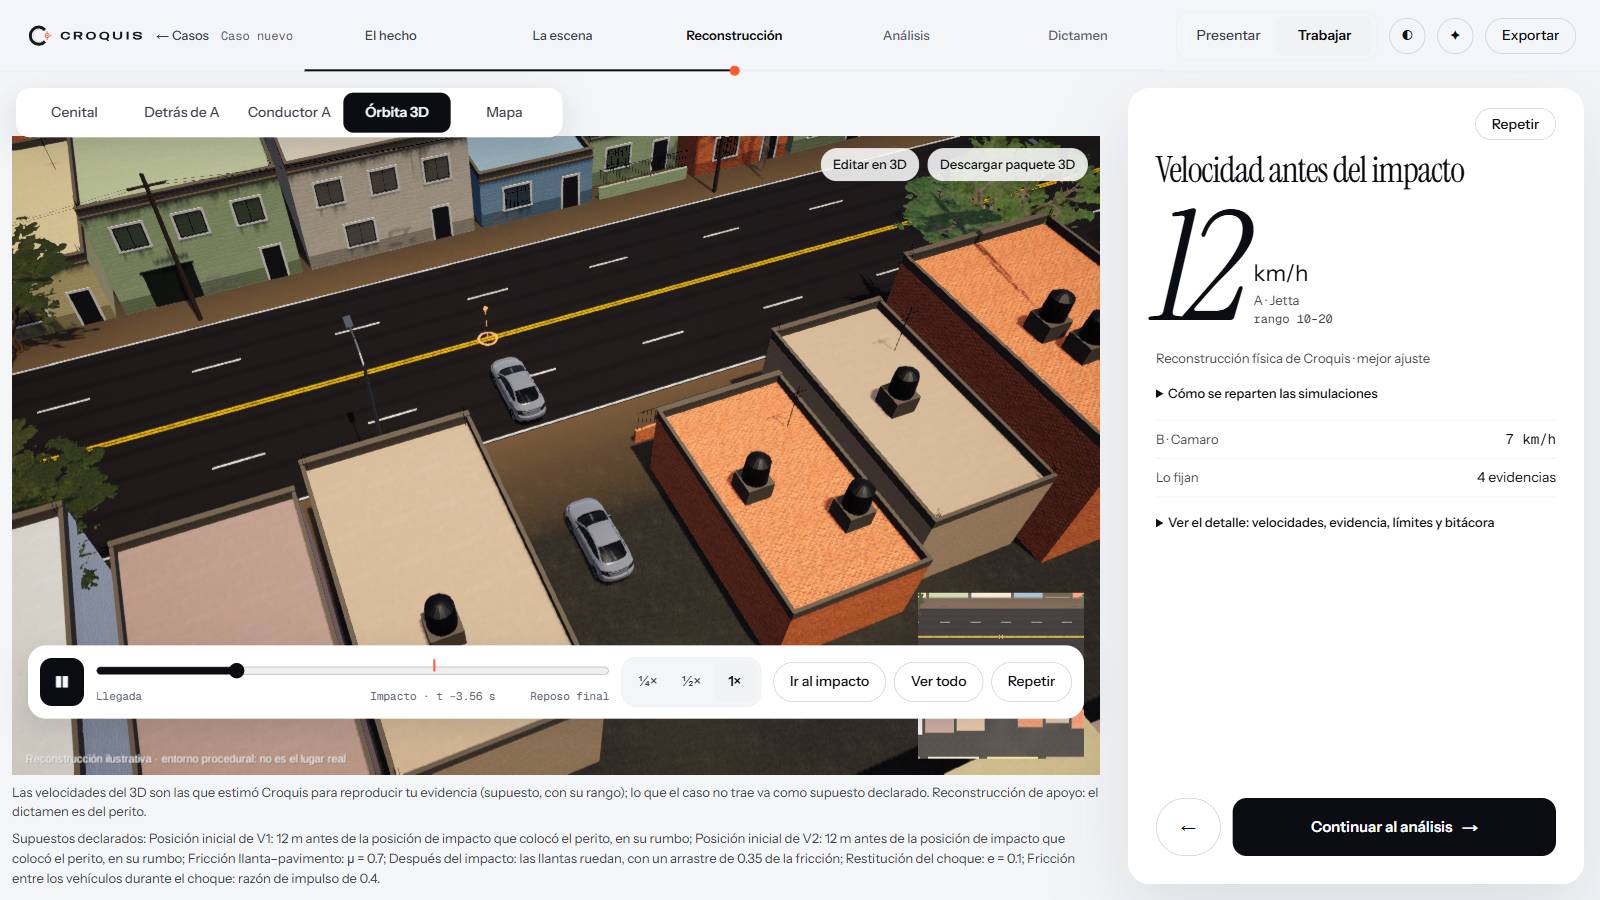 CROQUIS
← Casos
Caso nuevo
El hecho
La escena
Reconstrucción
Análisis
Dictamen
Presentar
Trabajar
Exportar
Cenital
Detrás de A
Conductor A
Órbita 3D
Mapa
Editar en 3D
Descargar paquete 3D
Llegada
Impacto · t −3.56 s
Reposo final
¼×
½×
1×
Ir al impacto
Ver todo
Repetir
Reconstrucción ilustrativa · entorno procedural: no es el lugar real
Las velocidades del 3D son las que estimó Croquis para reproducir tu evidencia (supuesto, con su rango); lo que el caso no trae va como supuesto declarado. Reconstrucción de apoyo: el
dictamen es del perito.
Supuestos declarados: Posición inicial de V1: 12 m antes de la posición de impacto que colocó el perito, en su rumbo; Posición inicial de V2: 12 m antes de la posición de impacto que
colocó el perito, en su rumbo; Fricción llanta–pavimento: μ = 0.7; Después del impacto: las llantas ruedan, con un arrastre de 0.35 de la fricción; Restitución del choque: e = 0.1; Fricción
entre los vehículos durante el choque: razón de impulso de 0.4.
Repetir
Velocidad antes del impacto
12
km/h
A · Jetta
rango 10–20
Reconstrucción física de Croquis · mejor ajuste
▶ Cómo se reparten las simulaciones
B · Camaro
7 km/h
Lo fijan
4 evidencias
▶ Ver el detalle: velocidades, evidencia, límites y bitácora
←
Continuar al análisis →